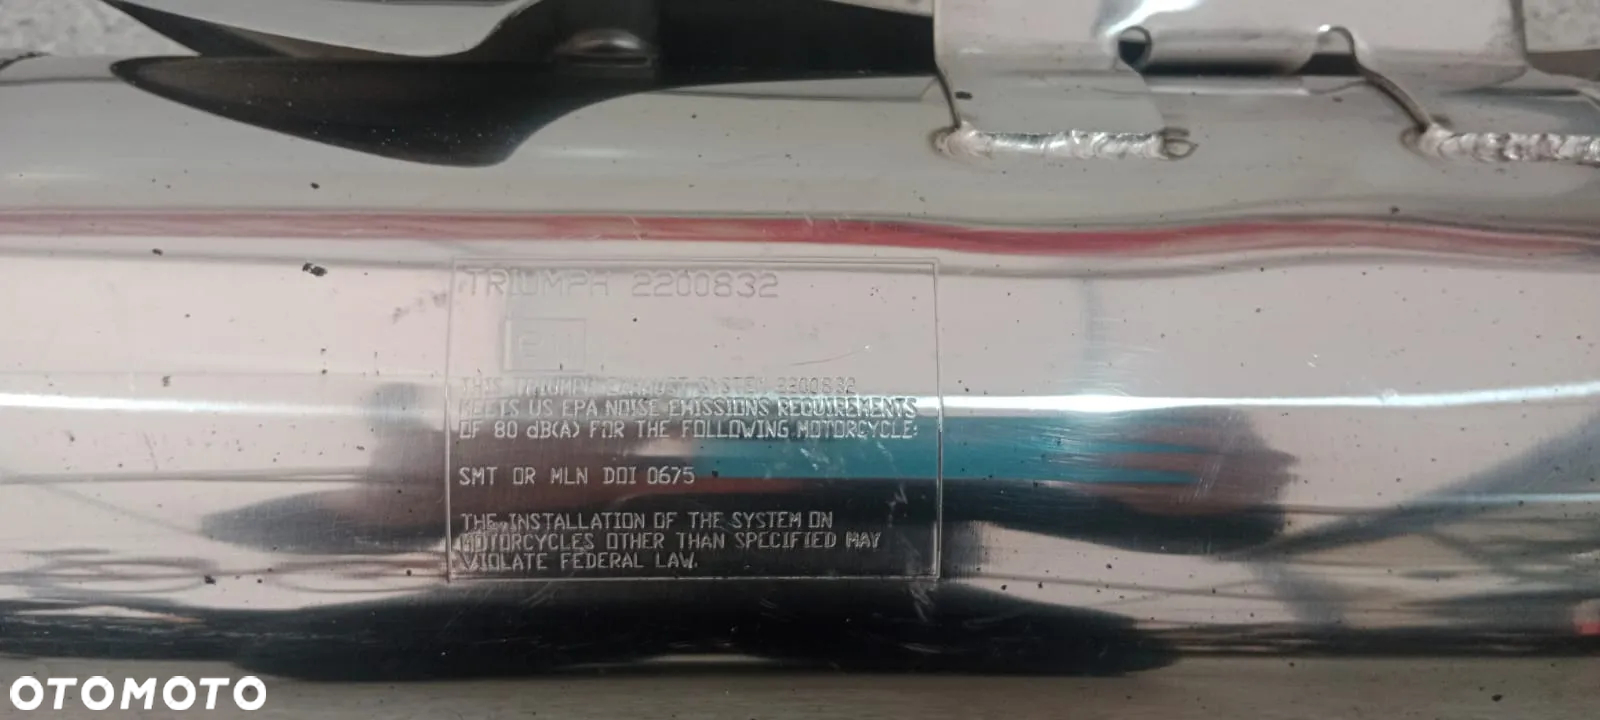 TRIUMPH 2200832
e11
THIS TRIUMPH EXHAUST SYSTEM 2200832
MEETS US EPA NOISE EMISSIONS REQUIREMENTS
OF 80 dB(A) FOR THE FOLLOWING MOTORCYCLE:
SMT OR MLN DOI 0675
THE INSTALLATION OF THE SYSTEM ON
MOTORCYCLES OTHER THAN SPECIFIED MAY
VIOLATE FEDERAL LAW.
OTOMOTO